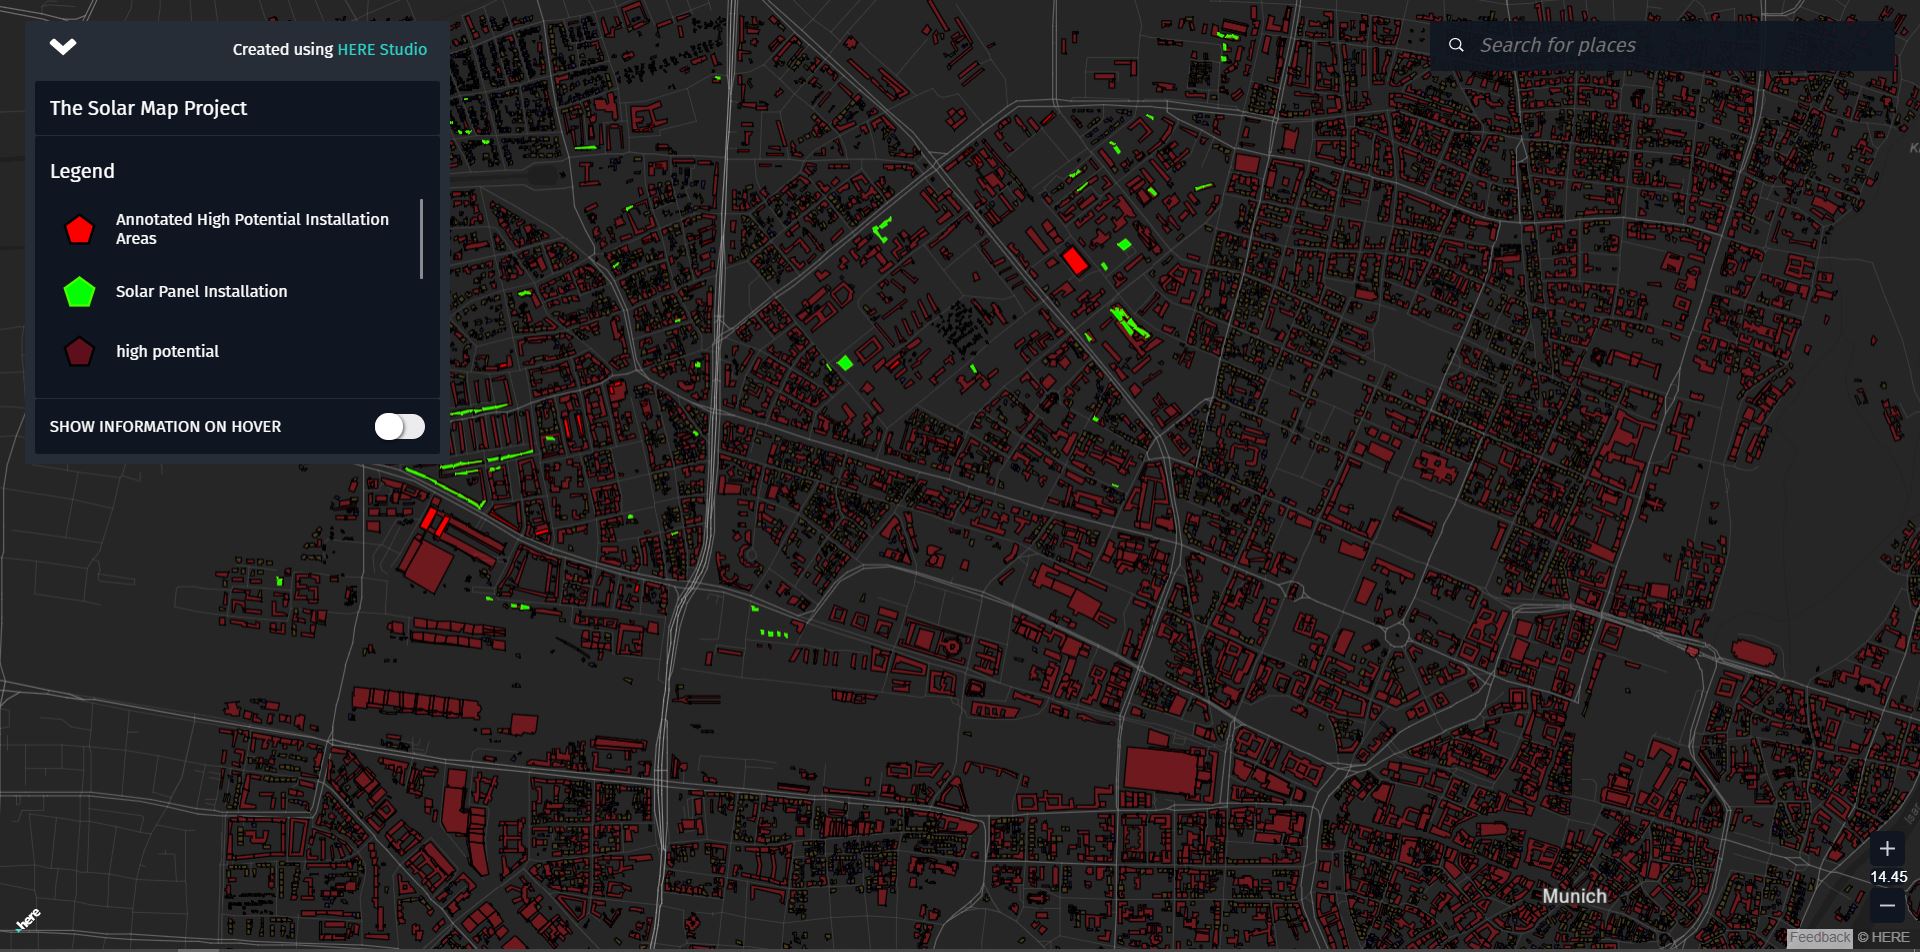 Created using HERE Studio
Search for places
The Solar Map Project
Legend
Annotated High Potential Installation
Areas
Solar Panel Installation
high potential
SHOW INFORMATION ON HOVER
+
14.45
−
Munich
here
Feedback © HERE